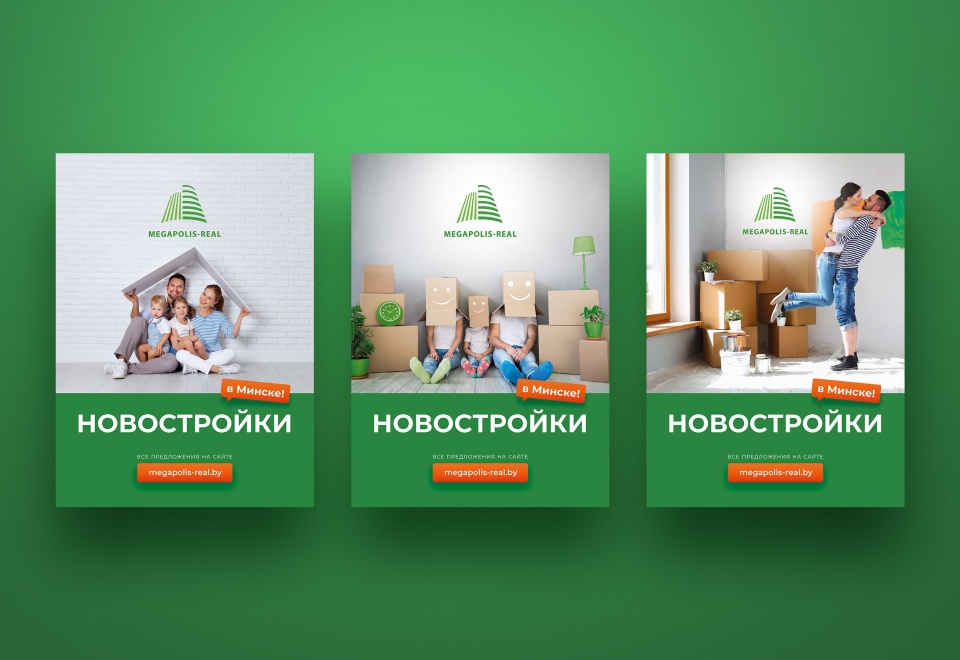 MEGAPOLIS-REAL
в Минске!
НОВОСТРОЙКИ
ВСЕ ПРЕДЛОЖЕНИЯ НА САЙТЕ
megapolis-real.by
MEGAPOLIS-REAL
в Минске!
НОВОСТРОЙКИ
ВСЕ ПРЕДЛОЖЕНИЯ НА САЙТЕ
megapolis-real.by
MEGAPOLIS-REAL
в Минске!
НОВОСТРОЙКИ
ВСЕ ПРЕДЛОЖЕНИЯ НА САЙТЕ
megapolis-real.by